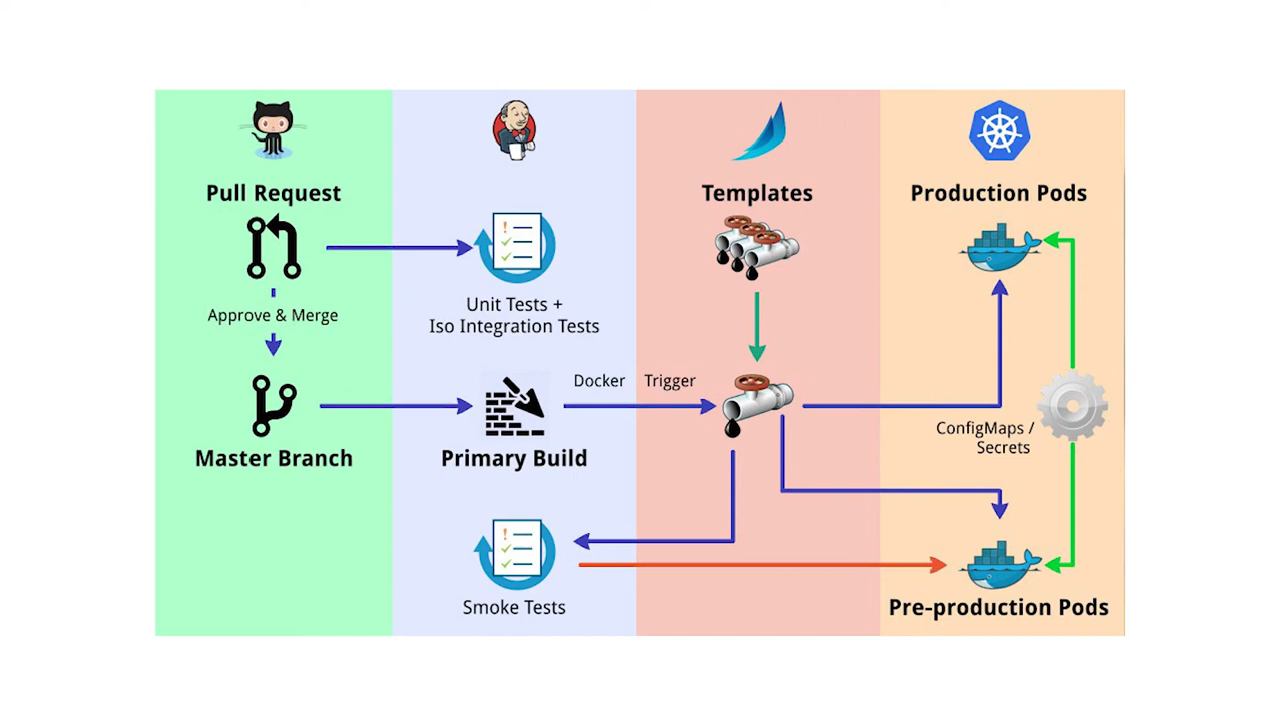 Pull Request
Templates
Production Pods
Unit Tests +
Iso Integration Tests
Approve & Merge
Docker Trigger
ConfigMaps /
Secrets
Master Branch
Primary Build
Smoke Tests
Pre-production Pods